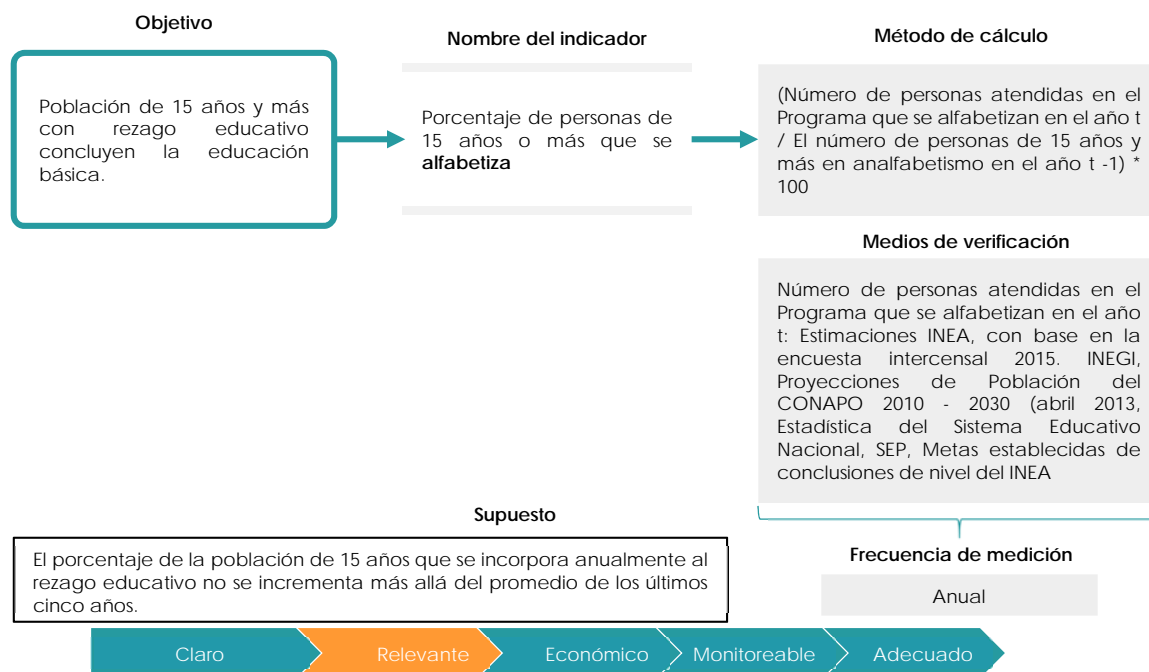 Objetivo
Población de 15 años y más
con rezago educativo
concluyen la educación
básica.
Nombre del indicador
Porcentaje de personas de
15 años o más que se
alfabetiza
Método de cálculo
(Número de personas atendidas en el
Programa que se alfabetizan en el año t
/ El número de personas de 15 años y
más en analfabetismo en el año t -1) *
100
Medios de verificación
Número de personas atendidas en el
Programa que se alfabetizan en el año
t: Estimaciones INEA, con base en la
encuesta intercensal 2015. INEGI,
Proyecciones de Población del
CONAPO 2010 - 2030 (abril 2013,
Estadística del Sistema Educativo
Nacional, SEP, Metas establecidas de
conclusiones de nivel del INEA
Supuesto
El porcentaje de la población de 15 años que se incorpora anualmente al
rezago educativo no se incrementa más allá del promedio de los últimos
cinco años.
Frecuencia de medición
Anual
Claro
Relevante
Económico
Monitoreable
Adecuado